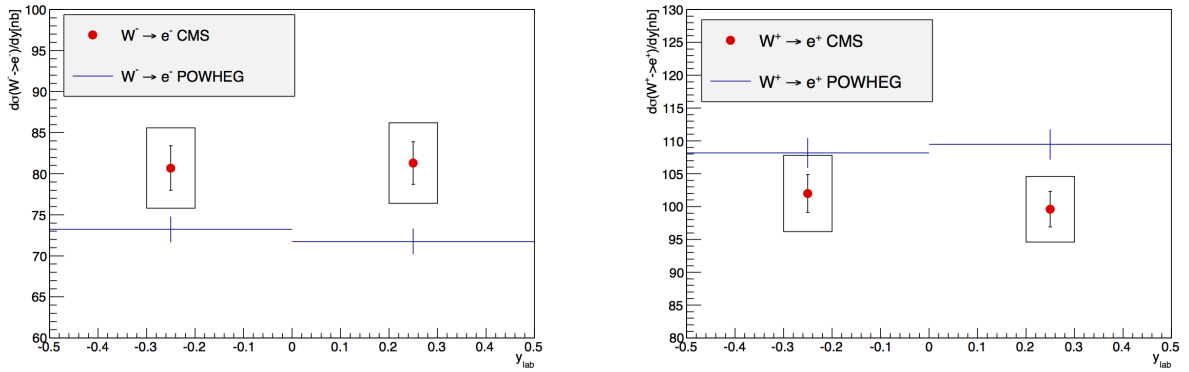 dσ(W⁻->e⁻)/dy[nb]
100
95
90
85
80
75
70
65
60
W⁻ → e⁻ CMS
W⁻ → e⁻ POWHEG
-0.5 -0.4 -0.3 -0.2 -0.1 0 0.1 0.2 0.3 0.4 0.5
y_lab
dσ(W⁺->e⁺)/dy[nb]
130
125
120
115
110
105
100
95
90
85
80
W⁺ → e⁺ CMS
W⁺ → e⁺ POWHEG
-0.5 -0.4 -0.3 -0.2 -0.1 0 0.1 0.2 0.3 0.4 0.5
y_lab